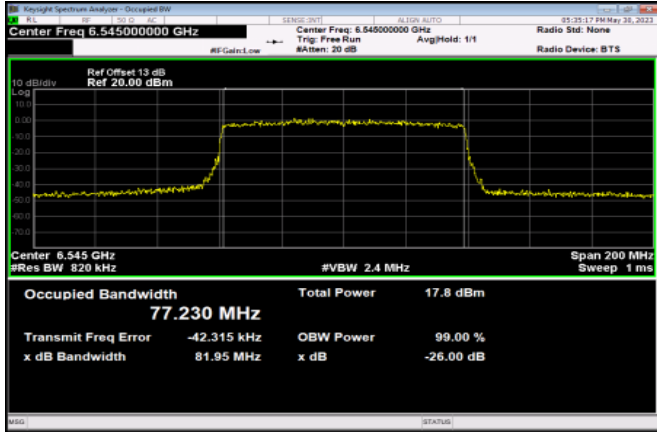 Keysight Spectrum Analyzer - Occupied BW
RL RF 50 Ω AC SENSE:INT ALIGN AUTO 05:35:17 PM May 30, 2023
Center Freq 6.545000000 GHz Center Freq: 6.545000000 GHz Radio Std: None
Trig: Free Run Avg|Hold: 1/1
#IFGain:Low #Atten: 20 dB Radio Device: BTS
Ref Offset 13 dB
10 dB/div Ref 20.00 dBm
Log
10.0
0.00
-10.0
-20.0
-30.0
-40.0
-50.0
-60.0
-70.0
Center 6.545 GHz Span 200 MHz
#Res BW 820 kHz #VBW 2.4 MHz Sweep 1 ms
Occupied Bandwidth Total Power 17.8 dBm
77.230 MHz
Transmit Freq Error -42.315 kHz OBW Power 99.00 %
x dB Bandwidth 81.95 MHz x dB -26.00 dB
MSG STATUS